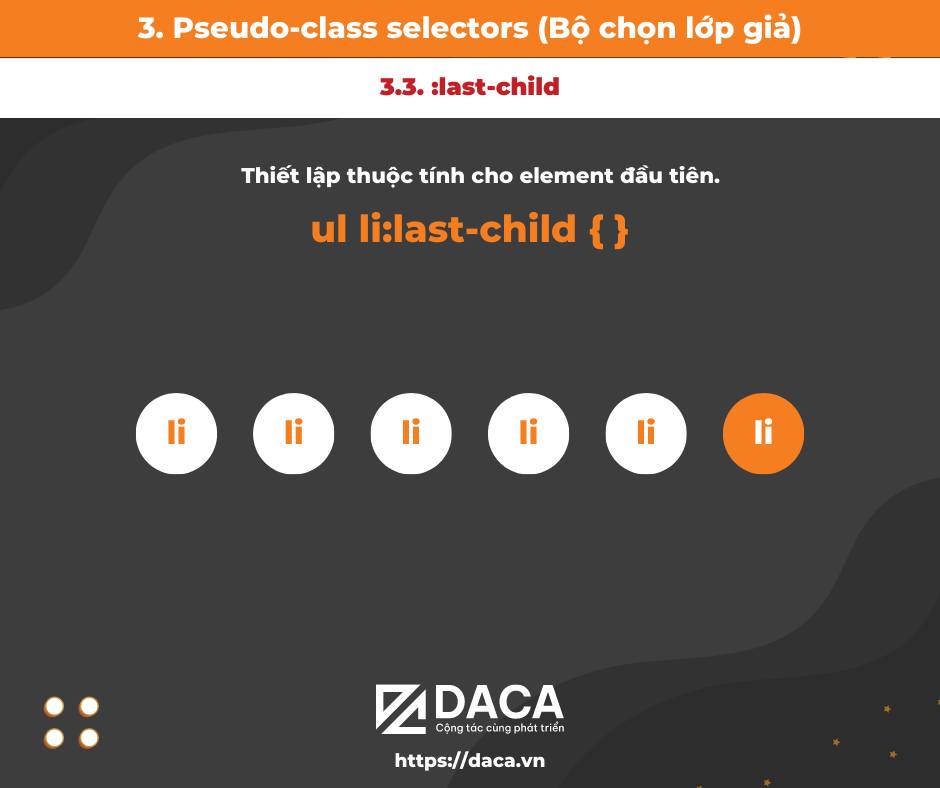 3. Pseudo-class selectors (Bộ chọn lớp giả)
3.3. :last-child
Thiết lập thuộc tính cho element đầu tiên.
ul li:last-child { }
li li li li li li
DACA
Cộng tác cùng phát triển
https://daca.vn